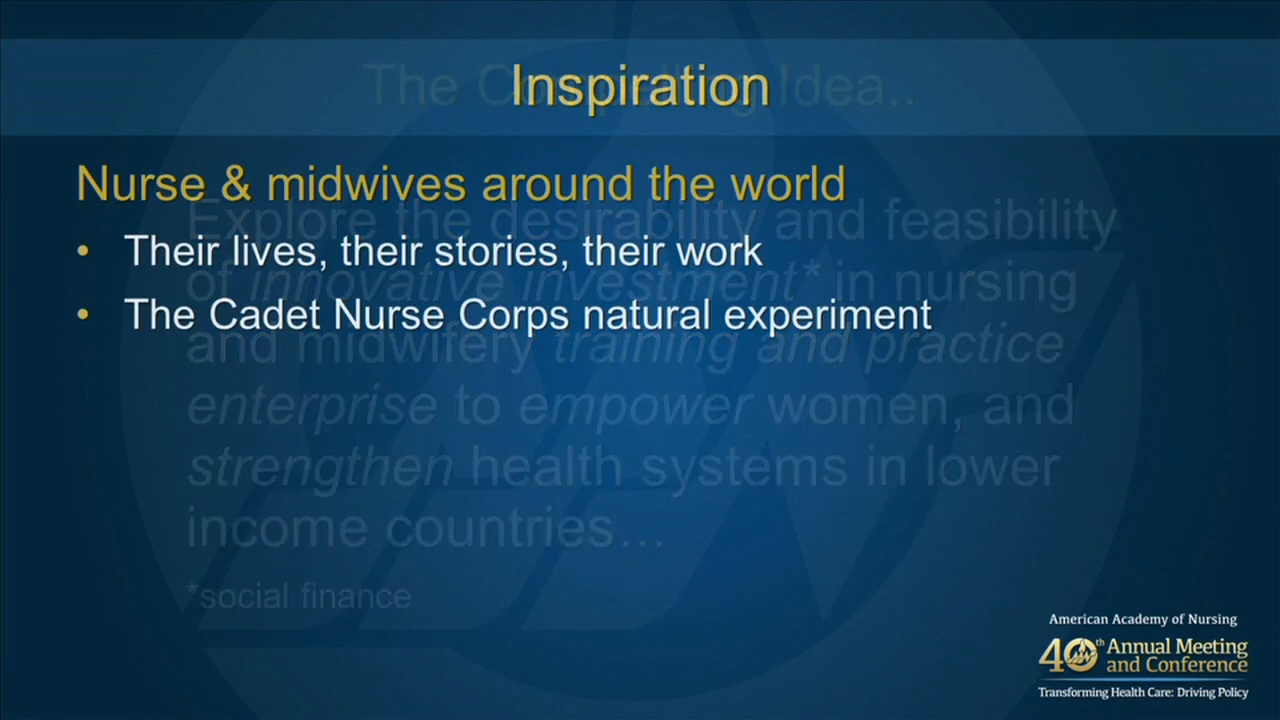 Inspiration
The Compelling Idea..
Nurse & midwives around the world
• Their lives, their stories, their work
• The Cadet Nurse Corps natural experiment
Explore the desirability and feasibility
of innovative investment* in nursing
and midwifery training and practice
enterprise to empower women, and
strengthen health systems in lower
income countries...
*social finance
American Academy of Nursing
40th Annual Meeting
and Conference
Transforming Health Care: Driving Policy